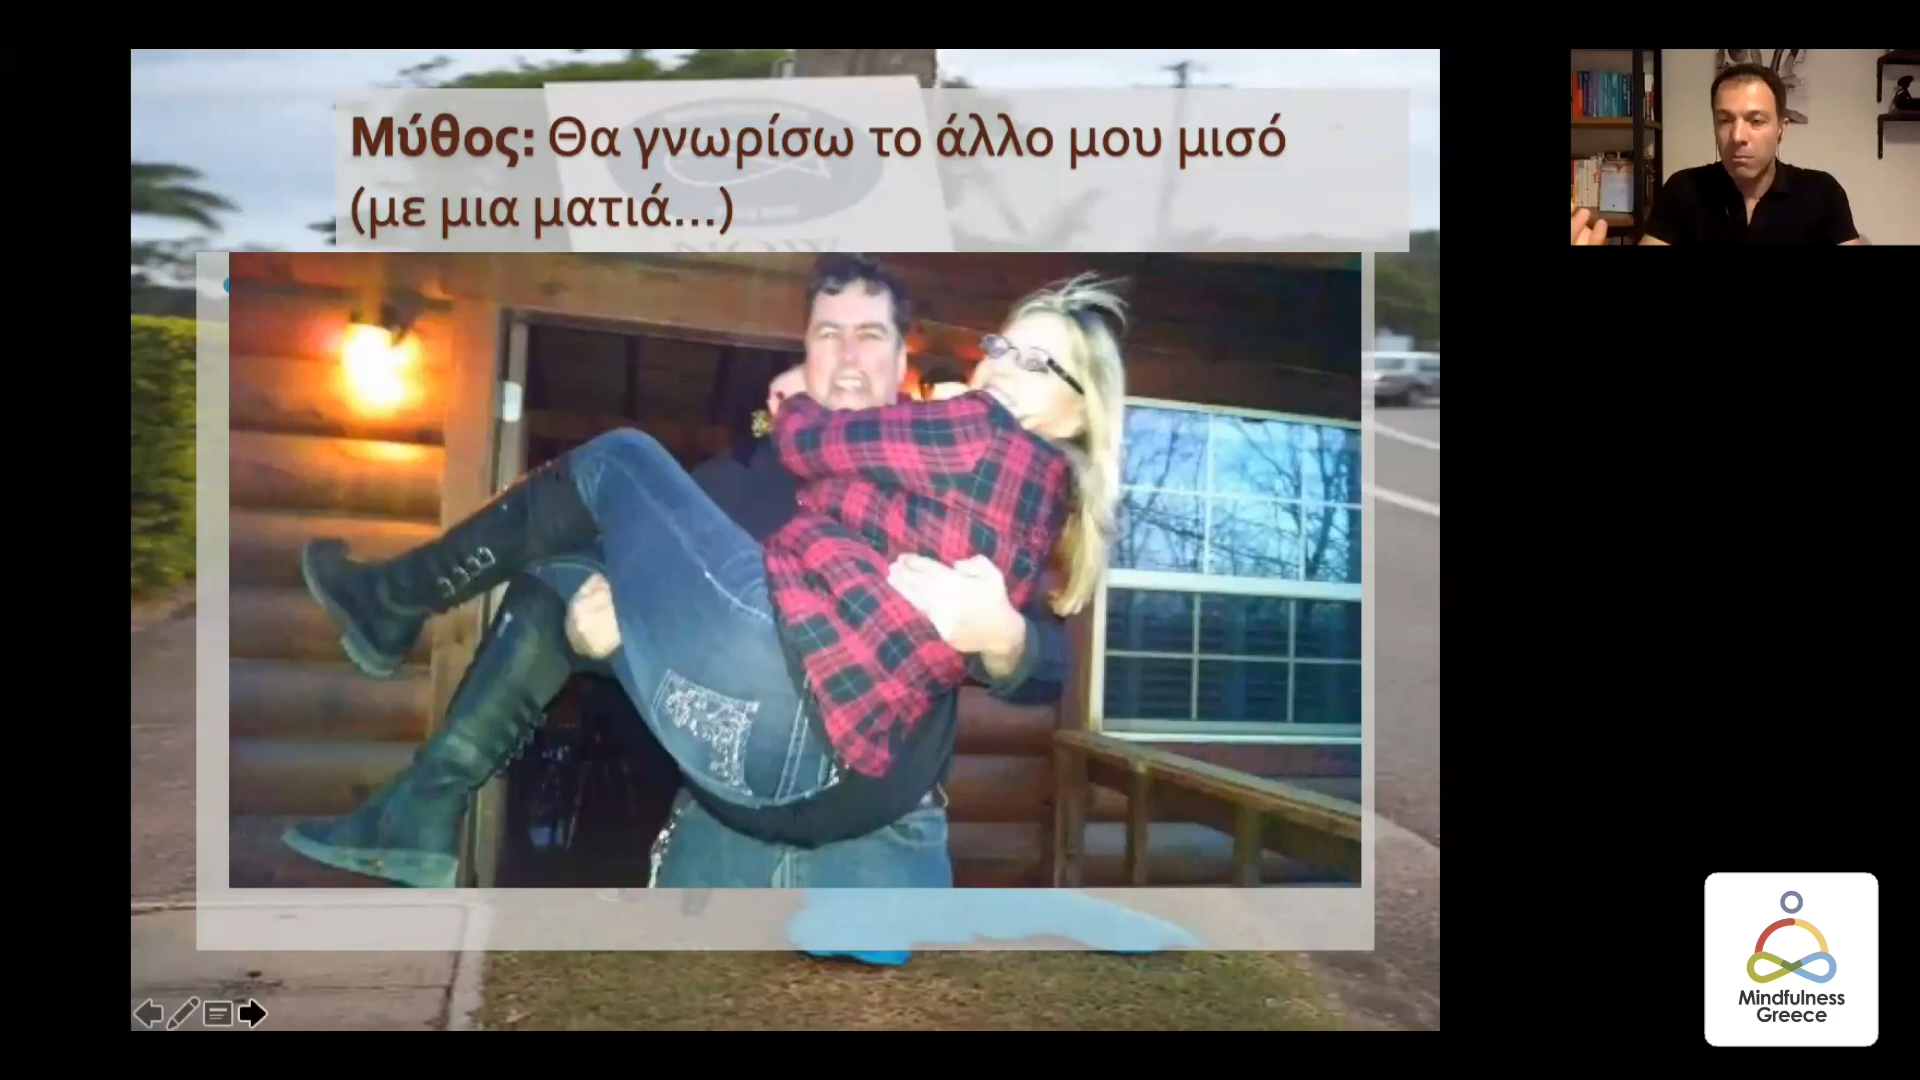 Μύθος: Θα γνωρίσω το άλλο μου μισό
(με μια ματιά...)
Mindfulness
Greece